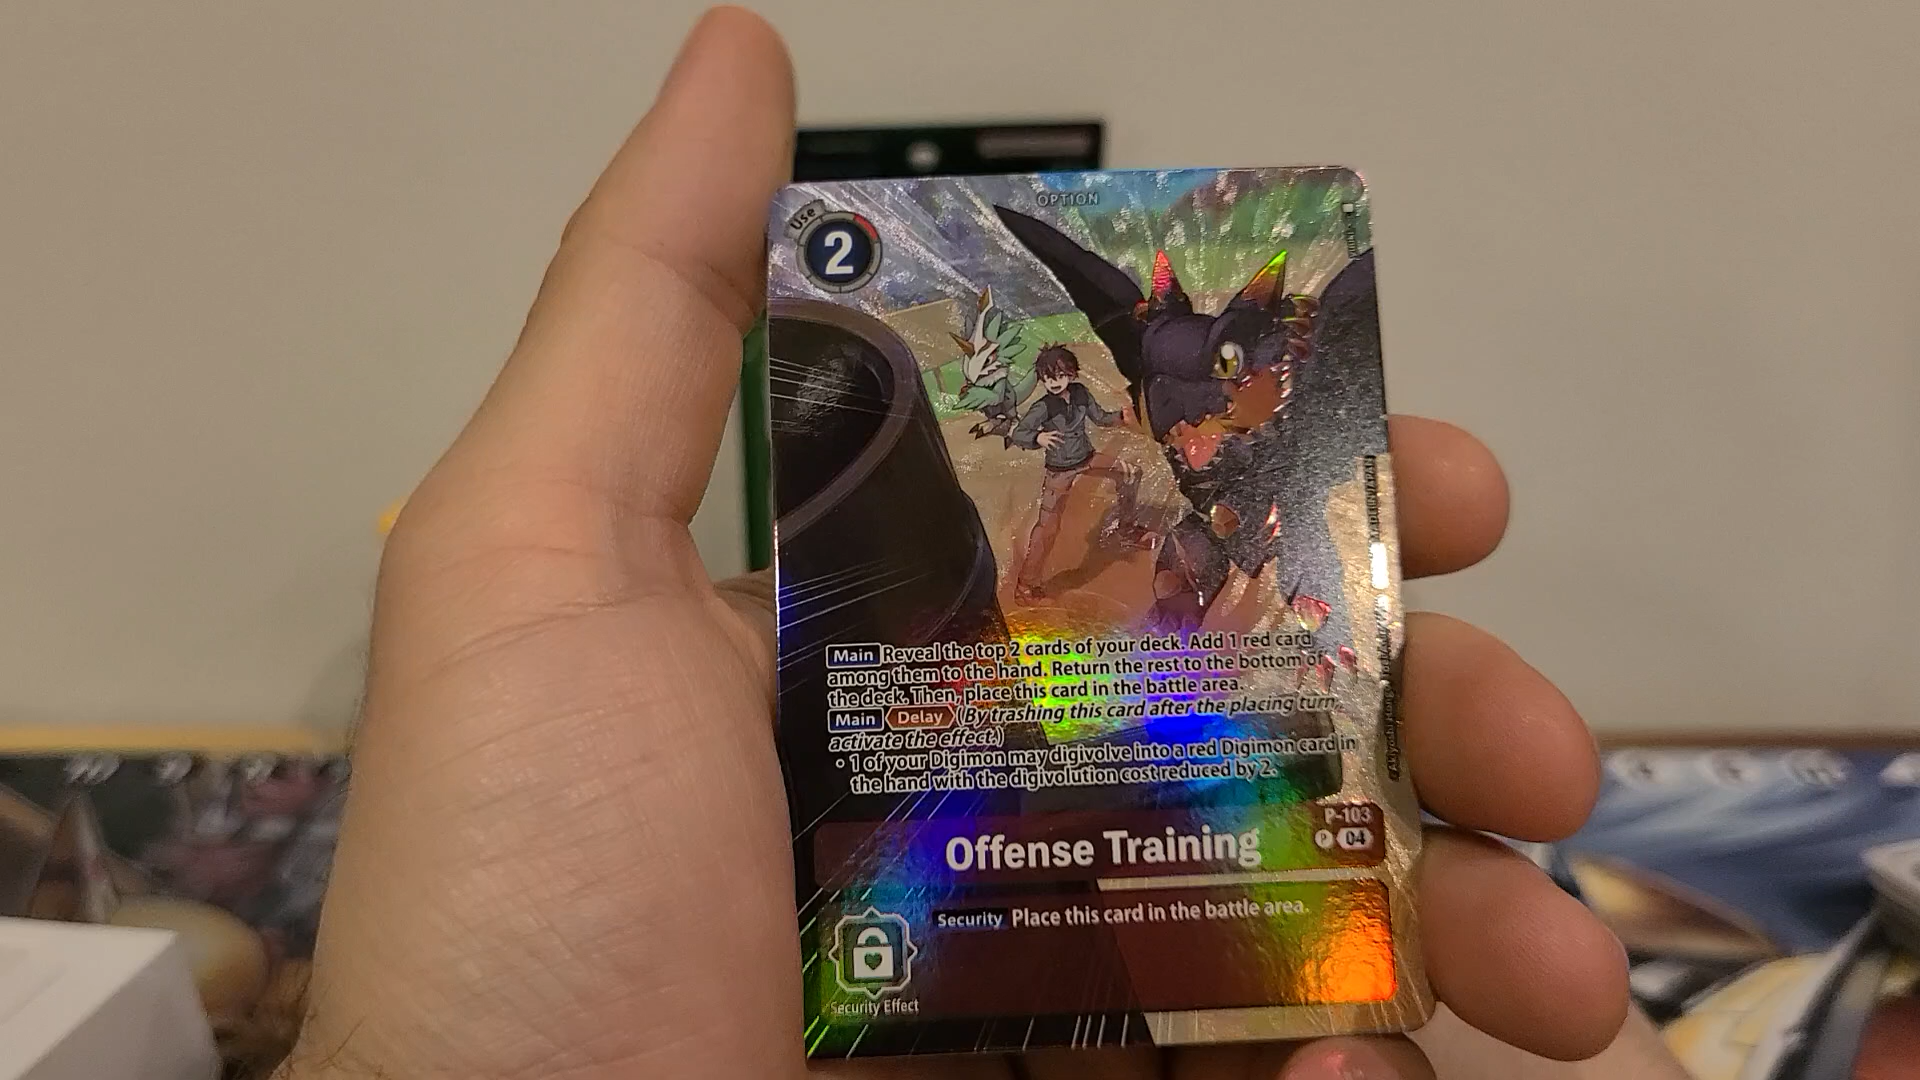 OPTION
Use
2
Main Reveal the top 2 cards of your deck. Add 1 red card
among them to the hand. Return the rest to the bottom of
the deck. Then, place this card in the battle area.
Main Delay (By trashing this card after the placing turn,
activate the effect.)
• 1 of your Digimon may digivolve into a red Digimon card in
the hand with the digivolution cost reduced by 2.
P-103
P 04
Offense Training
Security Place this card in the battle area.
Security Effect